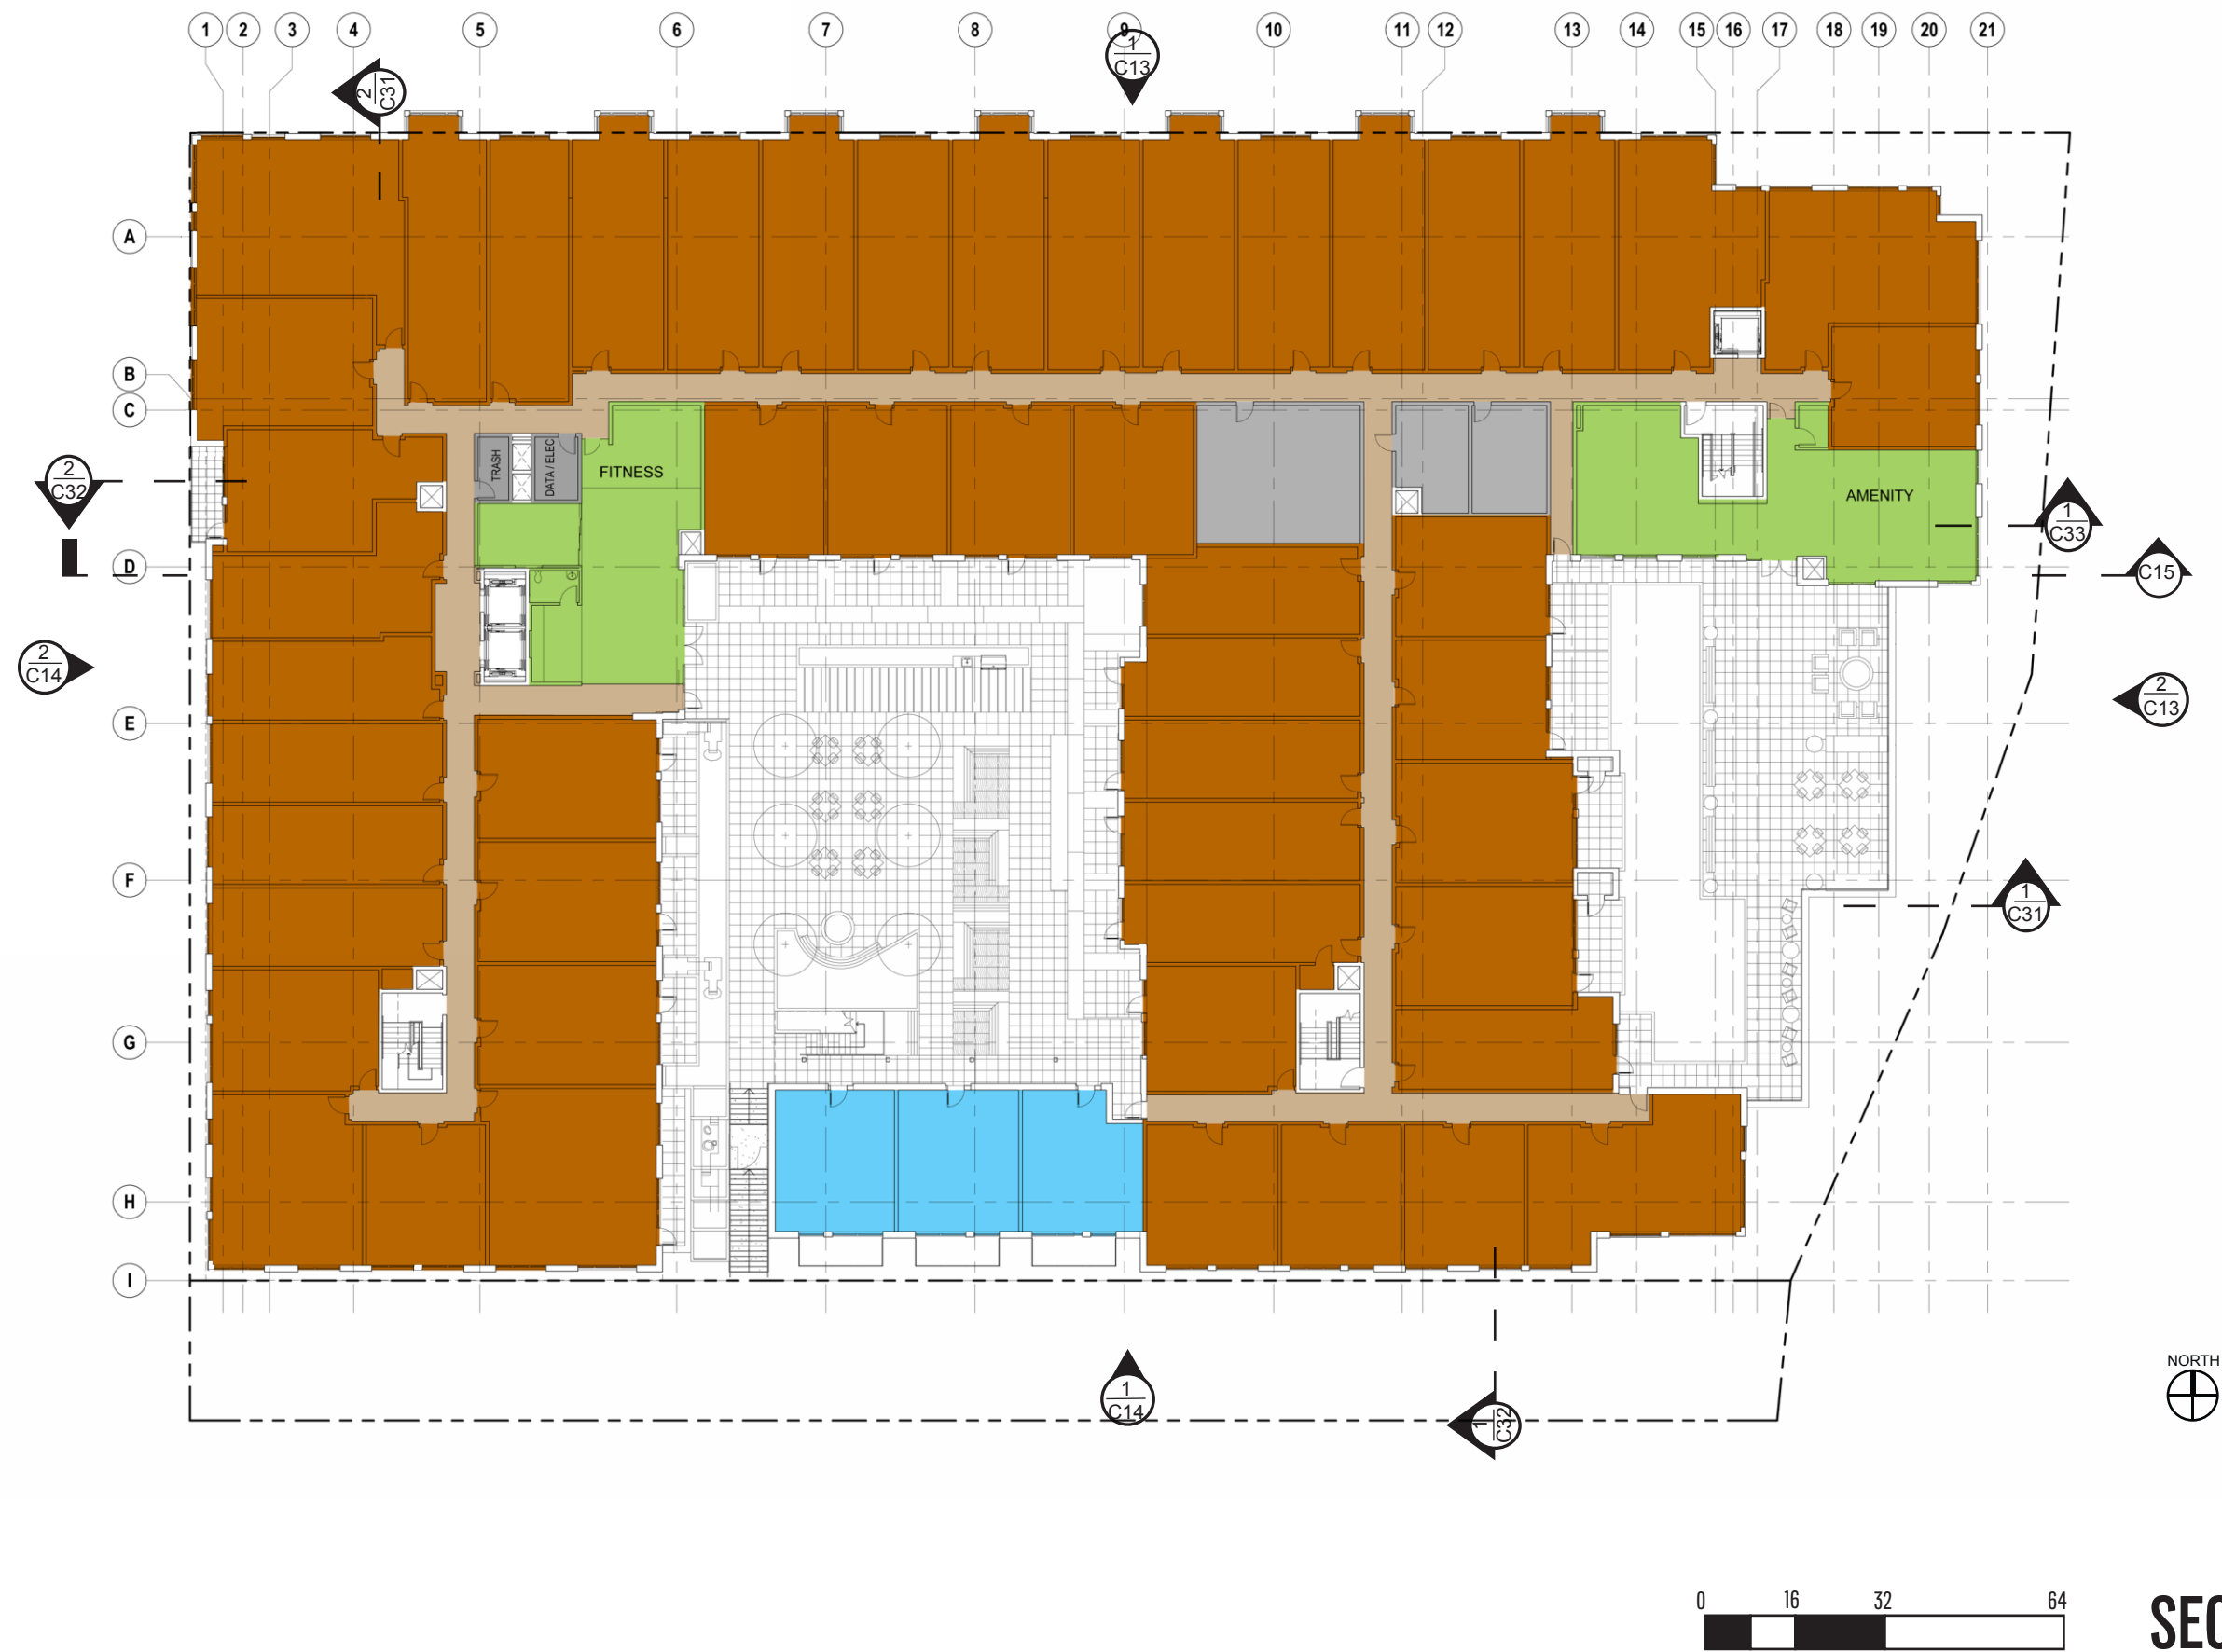 1 2 3 4 5 6 7 8 9 10 11 12 13 14 15 16 17 18 19 20 21
2
C31
1
C13
A
B
C
TRASH
DATA / ELEC
FITNESS
AMENITY
2
C32
1
C33
D
C15
2
C14
E
2
C13
F
1
C31
G
H
I
NORTH
1
C14
1
C32
0 16 32 64
SEC